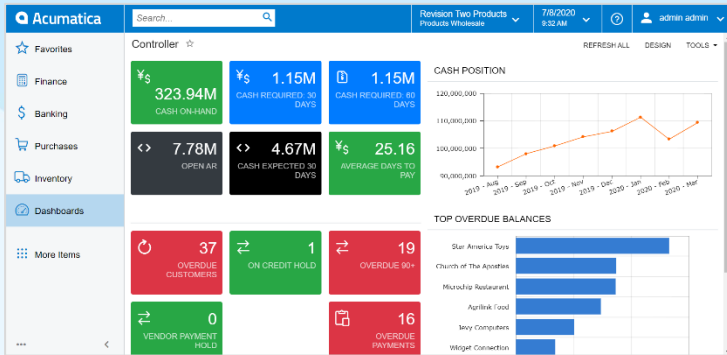 Acumatica
Search...
Revision Two Products
Products Wholesale
7/8/2020
9:32 AM
admin admin
Favorites
Finance
Banking
Purchases
Inventory
Dashboards
More Items
Controller
REFRESH ALL
DESIGN
TOOLS
¥$
323.94M
CASH ON-HAND
¥$
1.15M
CASH REQUIRED: 30
DAYS
1.15M
CASH REQUIRED: 60
DAYS
7.78M
OPEN AR
4.67M
CASH EXPECTED 30
DAYS
¥$
25.16
AVERAGE DAYS TO
PAY
37
OVERDUE
CUSTOMERS
1
ON CREDIT HOLD
19
OVERDUE 90+
0
VENDOR PAYMENT
HOLD
16
OVERDUE
PAYMENTS
CASH POSITION
120,000,000
110,000,000
100,000,000
90,000,000
2019 - Aug
2019 - Sep
2019 - Oct
2019 - Nov
2019 - Dec
2020 - Jan
2020 - Feb
2020 - Mar
TOP OVERDUE BALANCES
Star America Toys
Church of The Apostles
Microchip Restaurant
Agrilink Food
Jevy Computers
Widget Connection